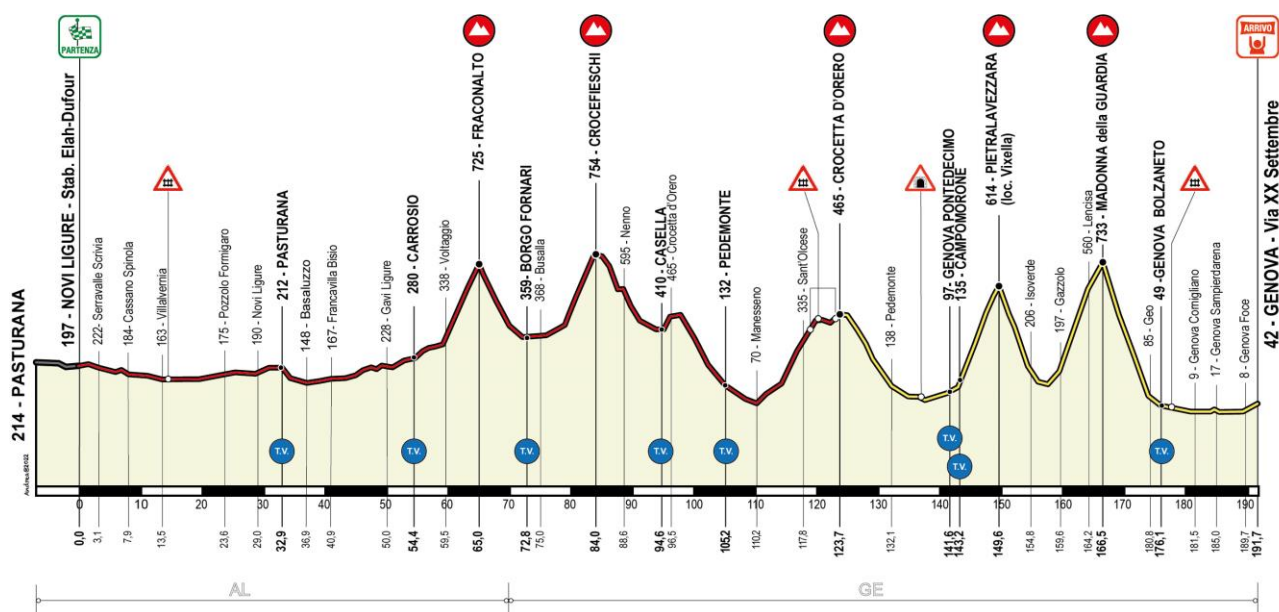 PARTENZA
ARRIVO
214 - PASTURANA
197 - NOVI LIGURE - Stab. Elah-Dufour
222- Serravalle Scrivia
184- Cassano Spinola
163 - Villalvernia
175 - Pozzolo Formigaro
190 - Novi Ligure
212 - PASTURANA
148 - Basaluzzo
167- Francavilla Bisio
228 - Gavi Ligure
280 - CARROSIO
338 - Voltaggio
725 - FRACONALTO
359- BORGO FORNARI
368 - Busalla
754 - CROCEFIESCHI
595 - Nenno
410 - CASELLA
465 - Crocetta d'Orero
132 - PEDEMONTE
70 - Manesseno
335 - Sant'Olcese
465 - CROCETTA D'ORERO
138 - Pedemonte
97- GENOVA PONTEDECIMO
135 - CAMPOMORONE
614 - PIETRALAVEZZARA
(loc. Vixella)
206 - Isoverde
197 - Gazzolo
560 - Lencisa
733 - MADONNA della GUARDIA
85 - Geo
49 -GENOVA BOLZANETO
9 - Genova Cornigliano
17 - Genova Sampierdarena
8 - Genova Foce
42 - GENOVA - Via XX Settembre
T.V. T.V. T.V. T.V. T.V. T.V. T.V. T.V.
0 10 20 30 40 50 60 70 80 90 100 110 120 130 140 150 160 170 180 190
0,0 3,1 7,9 13,5 23,6 29,0 32,9 36,9 40,9 50,0 54,4 59,5 65,0 72,8 75,0 84,0 88,6 94,6 96,5 105,2 110,2 117,8 123,7 132,1 141,6 143,2 149,6 154,8 159,6 164,2 166,5 180,8 176,1 181,5 185,0 189,7 191,7
AL GE